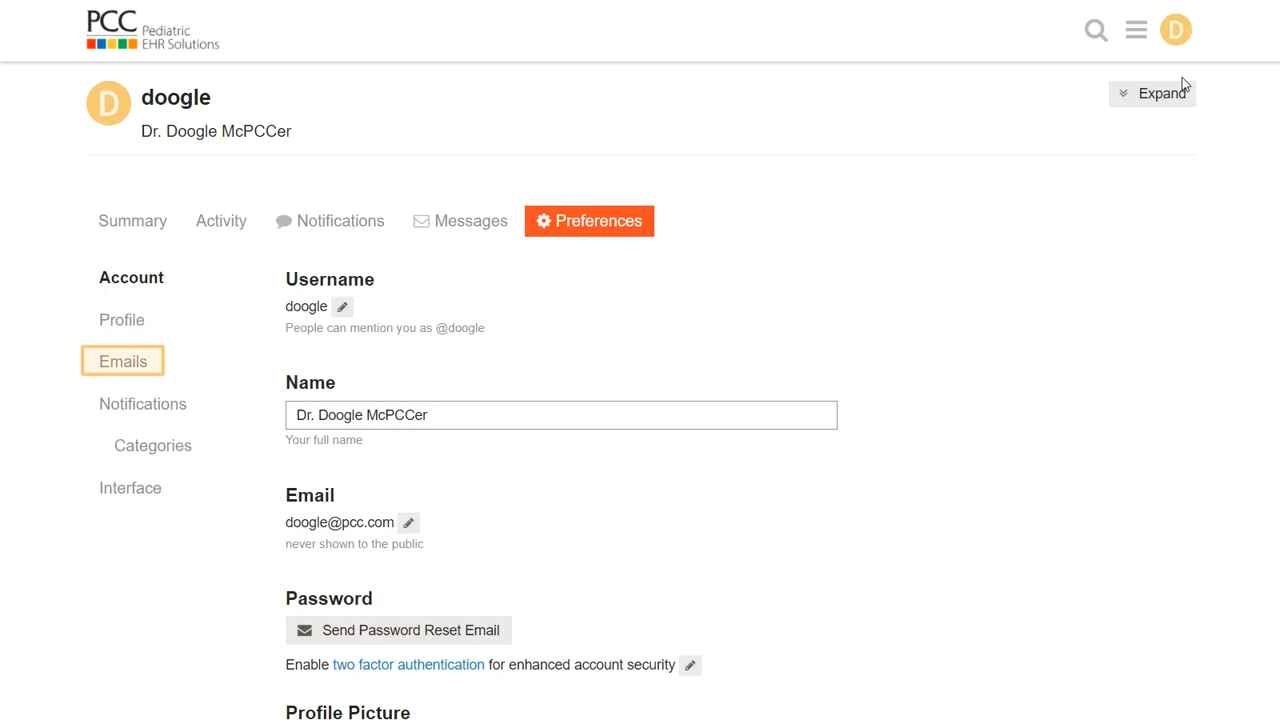 PCC Pediatric
EHR Solutions
D
D
doogle
Expand
Dr. Doogle McPCCer
Summary Activity Notifications Messages Preferences
Account
Profile
Emails
Notifications
Categories
Interface
Username
doogle
People can mention you as @doogle
Name
Dr. Doogle McPCCer
Your full name
Email
doogle@pcc.com
never shown to the public
Password
Send Password Reset Email
Enable two factor authentication for enhanced account security
Profile Picture